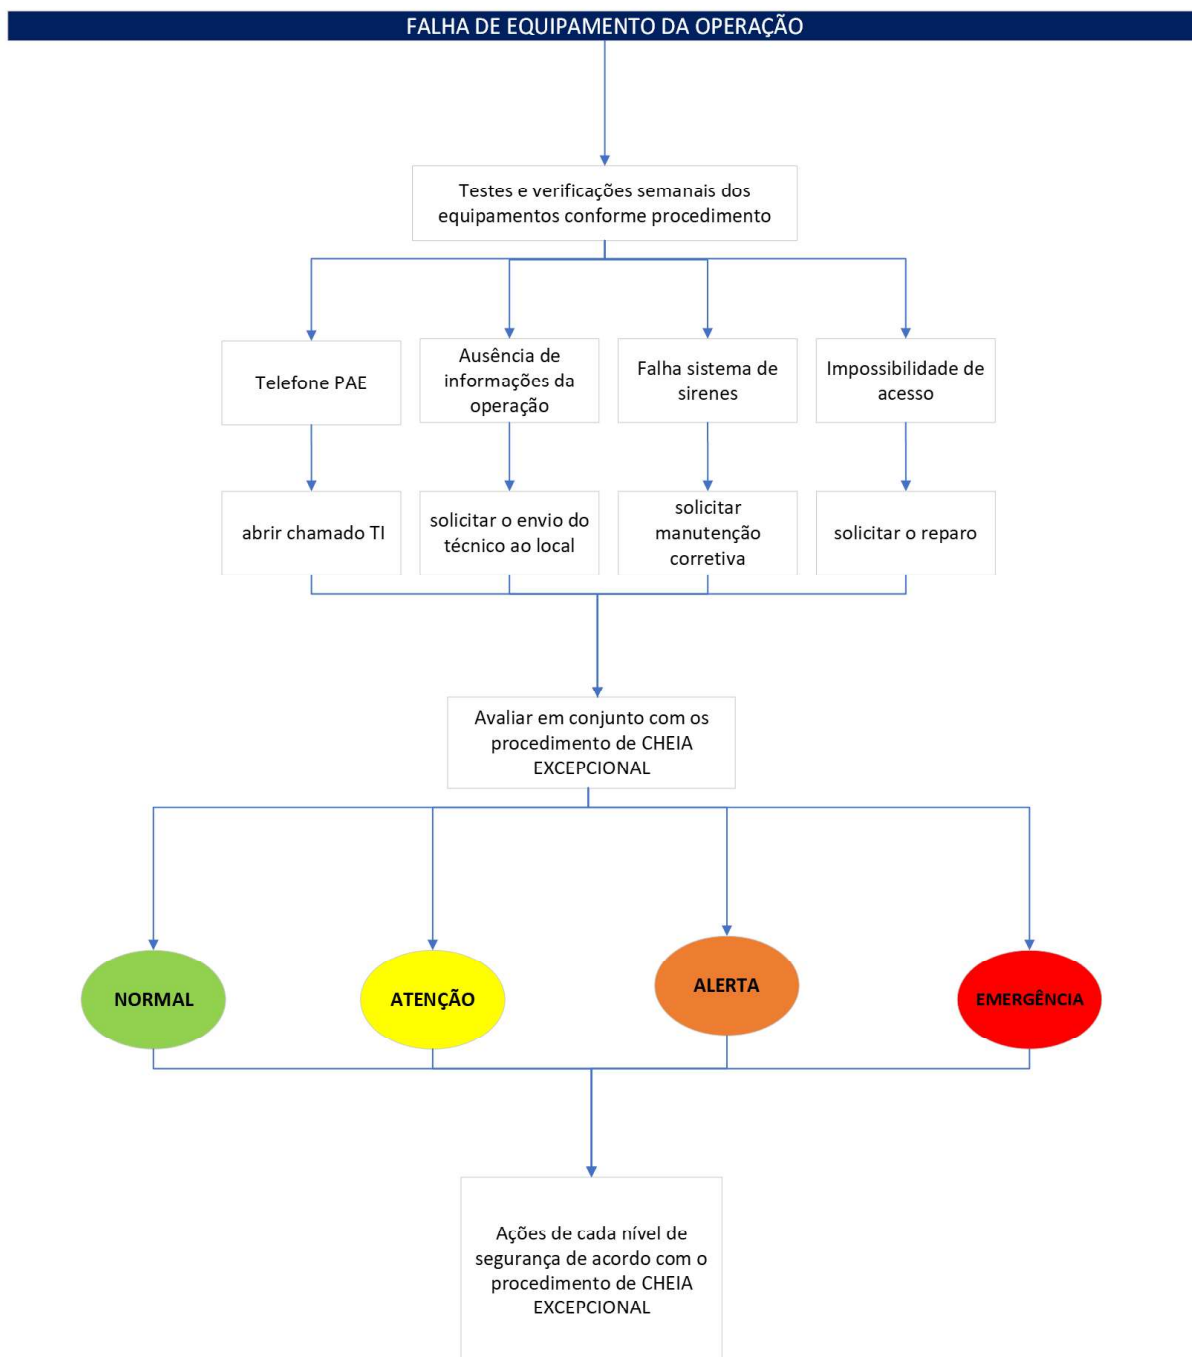 FALHA DE EQUIPAMENTO DA OPERAÇÃO
Testes e verificações semanais dos
equipamentos conforme procedimento
Telefone PAE
Ausência de
informações da
operação
Falha sistema de
sirenes
Impossibilidade de
acesso
abrir chamado TI
solicitar o envio do
técnico ao local
solicitar
manutenção
corretiva
solicitar o reparo
Avaliar em conjunto com os
procedimento de CHEIA
EXCEPCIONAL
NORMAL
ATENÇÃO
ALERTA
EMERGÊNCIA
Ações de cada nível de
segurança de acordo com o
procedimento de CHEIA
EXCEPCIONAL